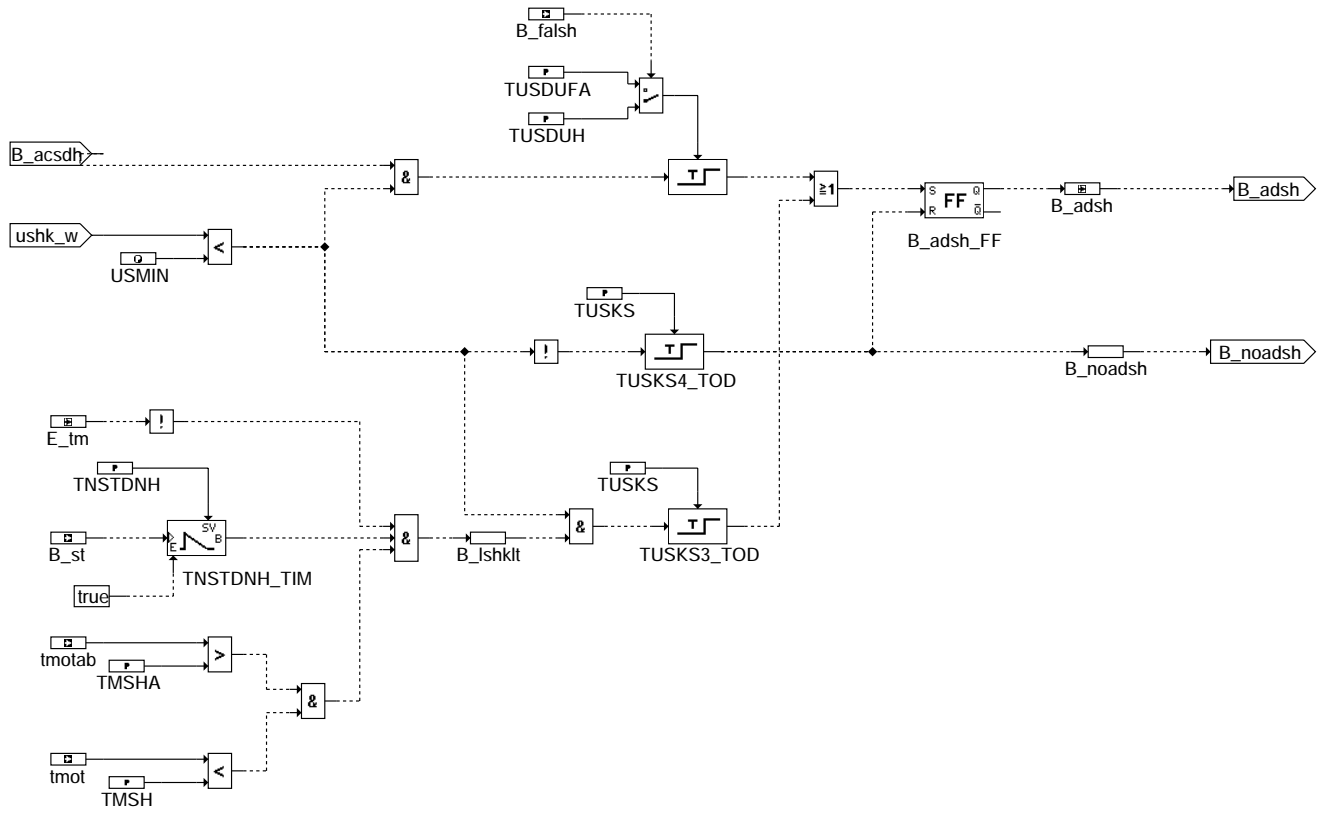 B_falsh
TUSDUFA
TUSDUH
B_acsdh
&
T
≥1
S Q
FF
R Q
B_adsh
B_adsh
B_adsh_FF
ushk_w
<
USMIN
TUSKS
!
T
TUSKS4_TOD
B_noadsh
B_noadsh
E_tm
!
TNSTDNH
TUSKS
SV
B
E
B_st
TNSTDNH_TIM
true
&
B_lshklt
&
T
TUSKS3_TOD
tmotab
>
TMSHA
&
tmot
<
TMSH